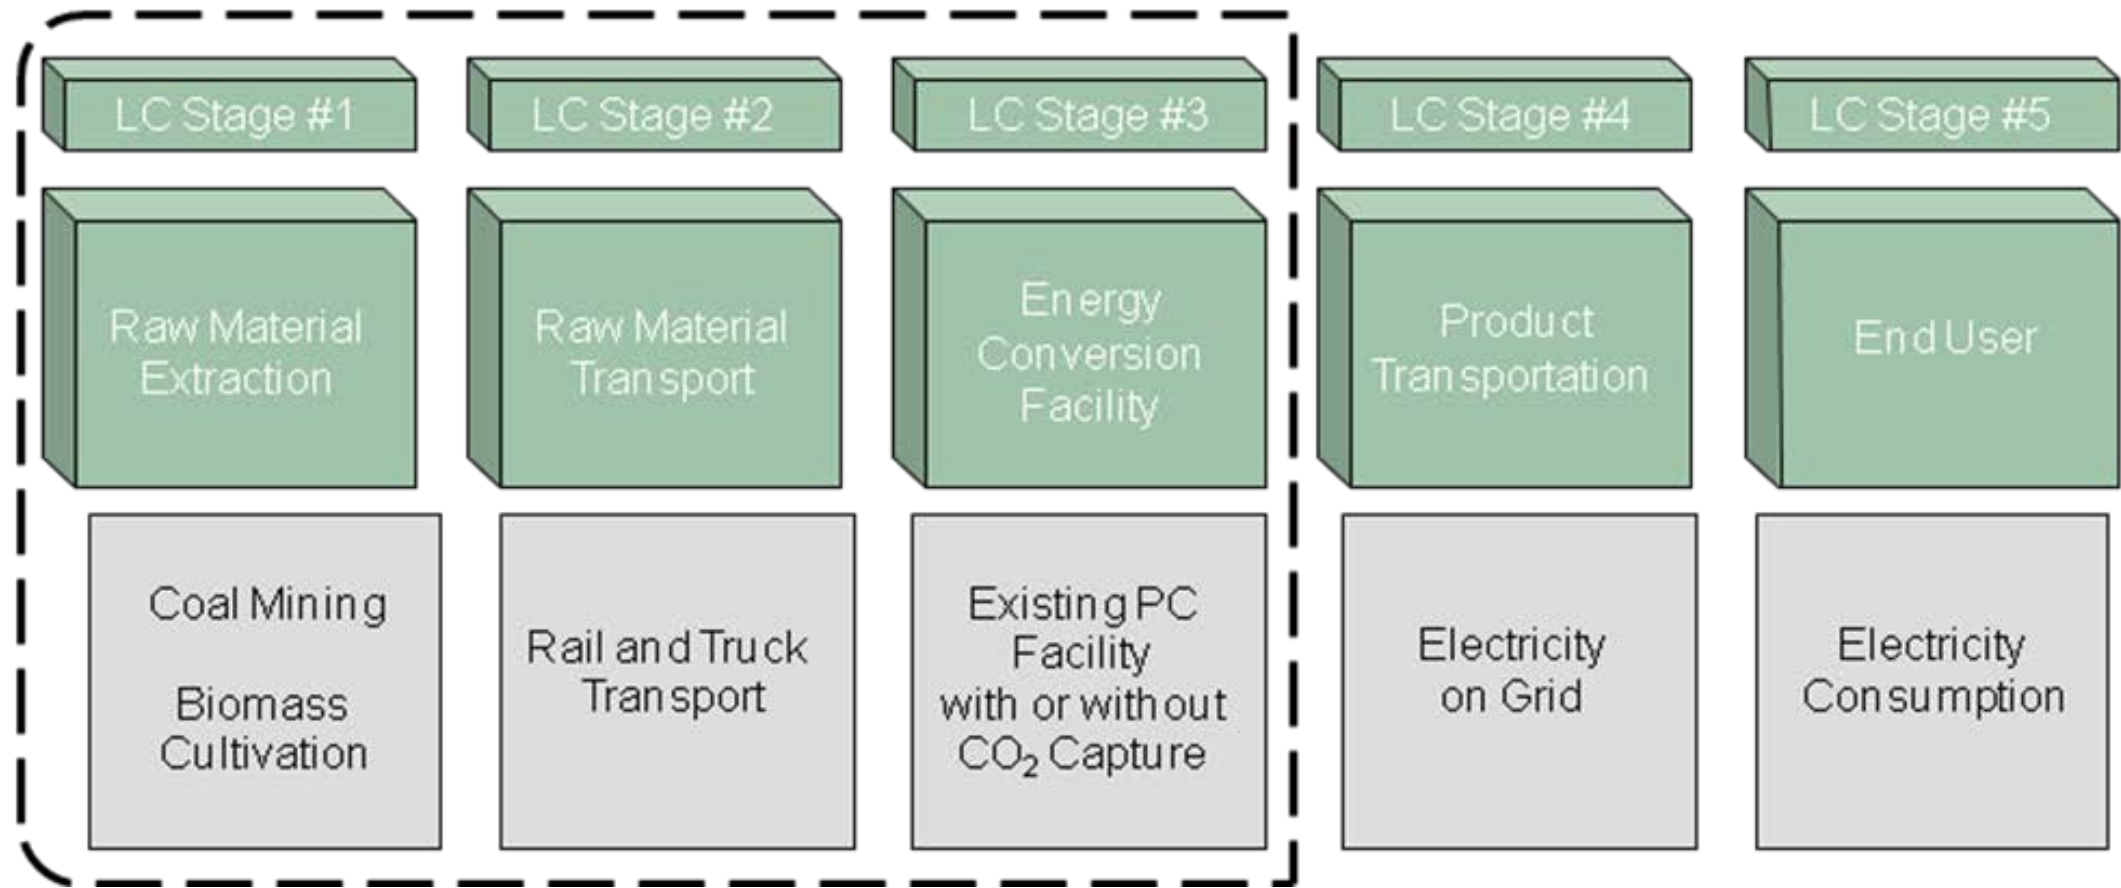 LC Stage #1
LC Stage #2
LC Stage #3
LC Stage #4
LC Stage #5
Raw Material
Extraction
Raw Material
Transport
Energy
Conversion
Facility
Product
Transportation
End User
Coal Mining
Biomass
Cultivation
Rail and Truck
Transport
Existing PC
Facility
with or without
CO₂ Capture
Electricity
on Grid
Electricity
Consumption